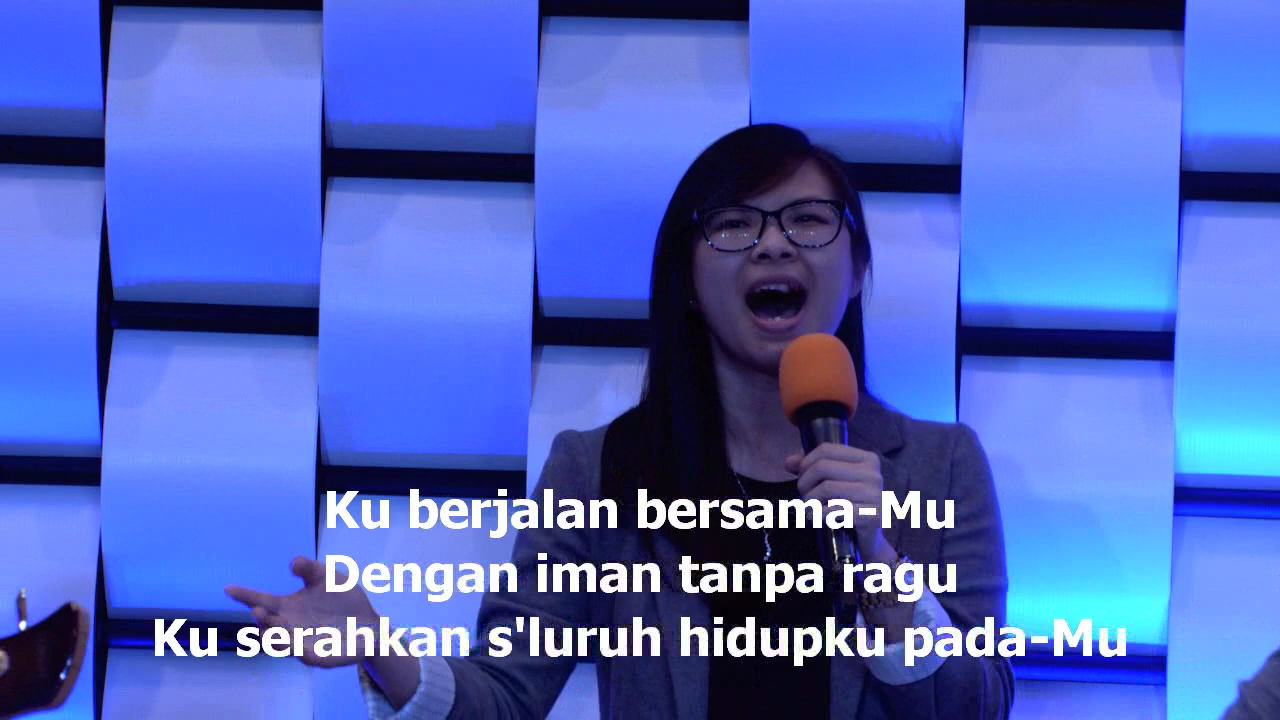 Ku berjalan bersama-Mu
Dengan iman tanpa ragu
Ku serahkan s'luruh hidupku pada-Mu